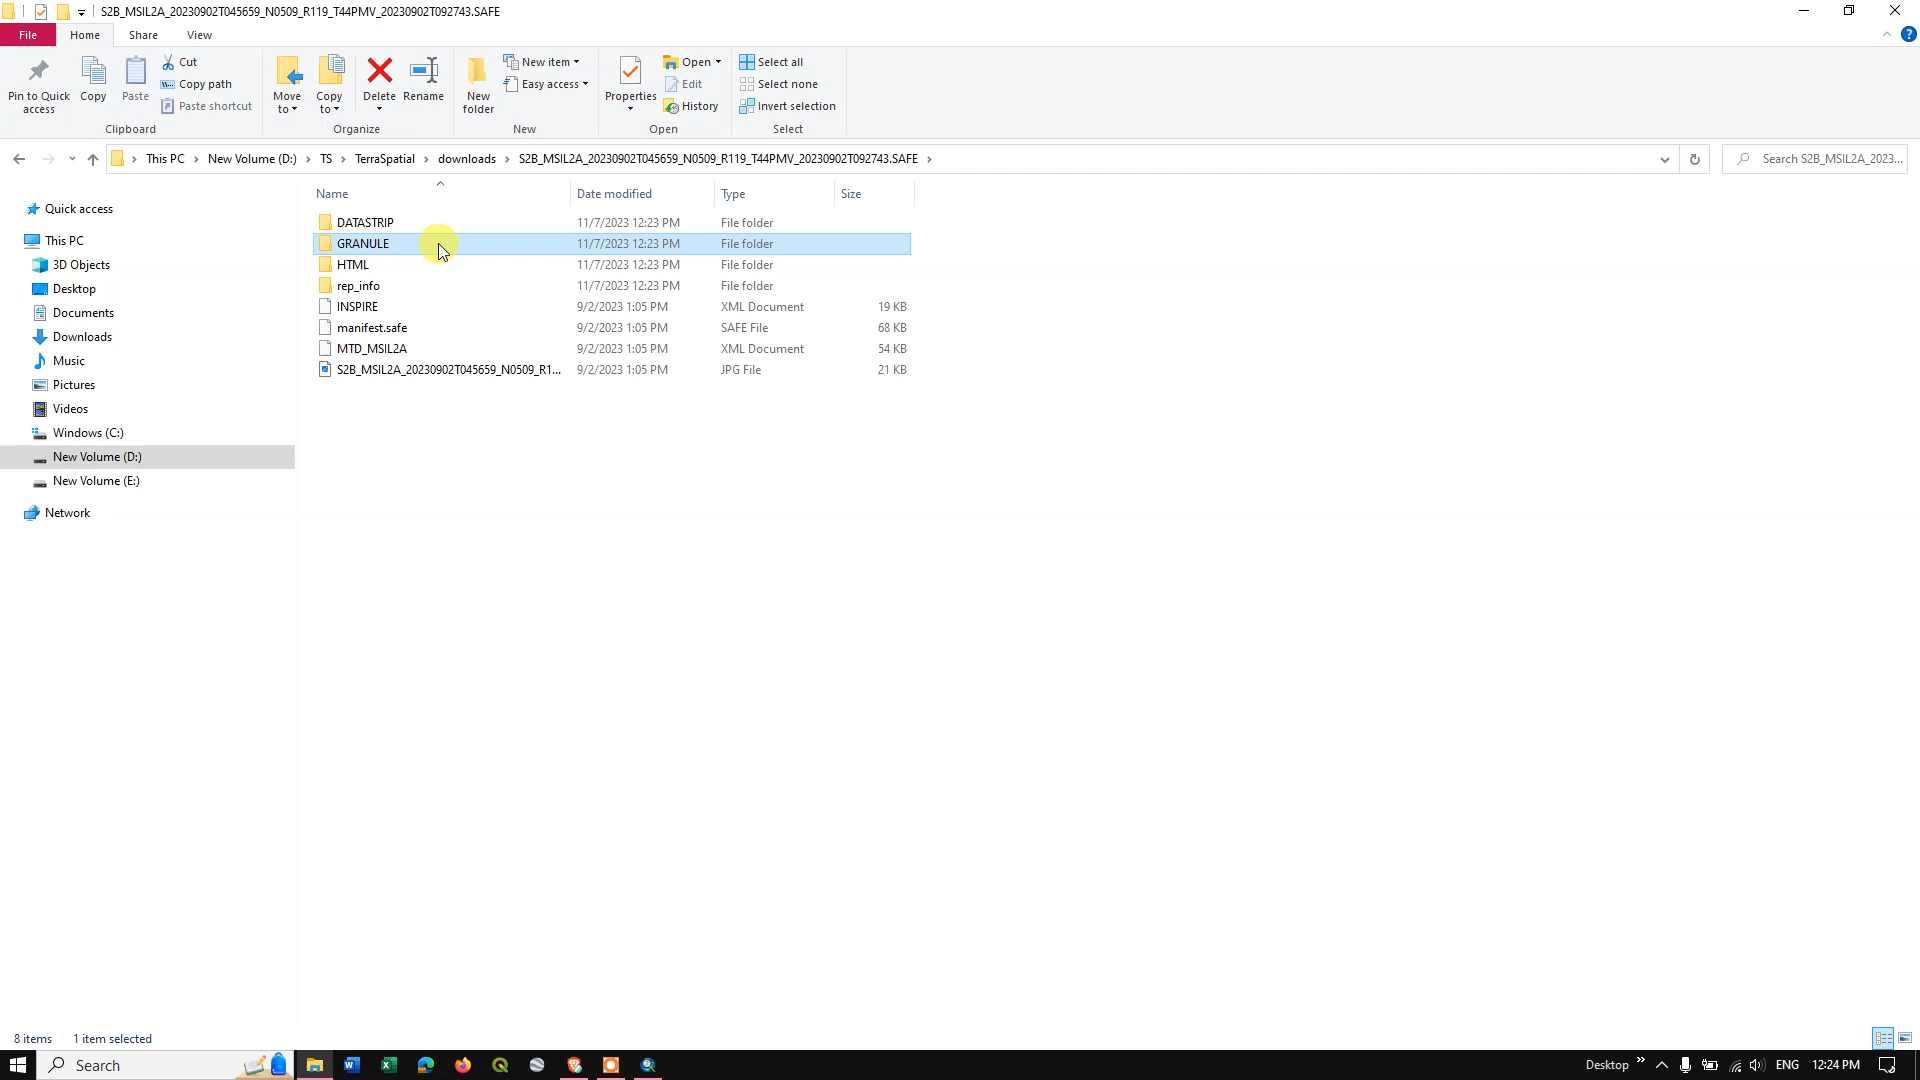 S2B_MSIL2A_20230902T045659_N0509_R119_T44PMV_20230902T092743.SAFE
File Home Share View
Pin to Quick access
Copy
Paste
Cut
Copy path
Paste shortcut
Clipboard
Move to
Copy to
Delete
Rename
Organize
New folder
New item
Easy access
New
Properties
Open
Edit
History
Open
Select all
Select none
Invert selection
Select
This PC New Volume (D:) TS TerraSpatial downloads S2B_MSIL2A_20230902T045659_N0509_R119_T44PMV_20230902T092743.SAFE
Search S2B_MSIL2A_2023...
Quick access
This PC
3D Objects
Desktop
Documents
Downloads
Music
Pictures
Videos
Windows (C:)
New Volume (D:)
New Volume (E:)
Network
Name Date modified Type Size
DATASTRIP 11/7/2023 12:23 PM File folder
GRANULE 11/7/2023 12:23 PM File folder
HTML 11/7/2023 12:23 PM File folder
rep_info 11/7/2023 12:23 PM File folder
INSPIRE 9/2/2023 1:05 PM XML Document 19 KB
manifest.safe 9/2/2023 1:05 PM SAFE File 68 KB
MTD_MSIL2A 9/2/2023 1:05 PM XML Document 54 KB
S2B_MSIL2A_20230902T045659_N0509_R1... 9/2/2023 1:05 PM JPG File 21 KB
8 items 1 item selected
Search
Desktop ENG 12:24 PM